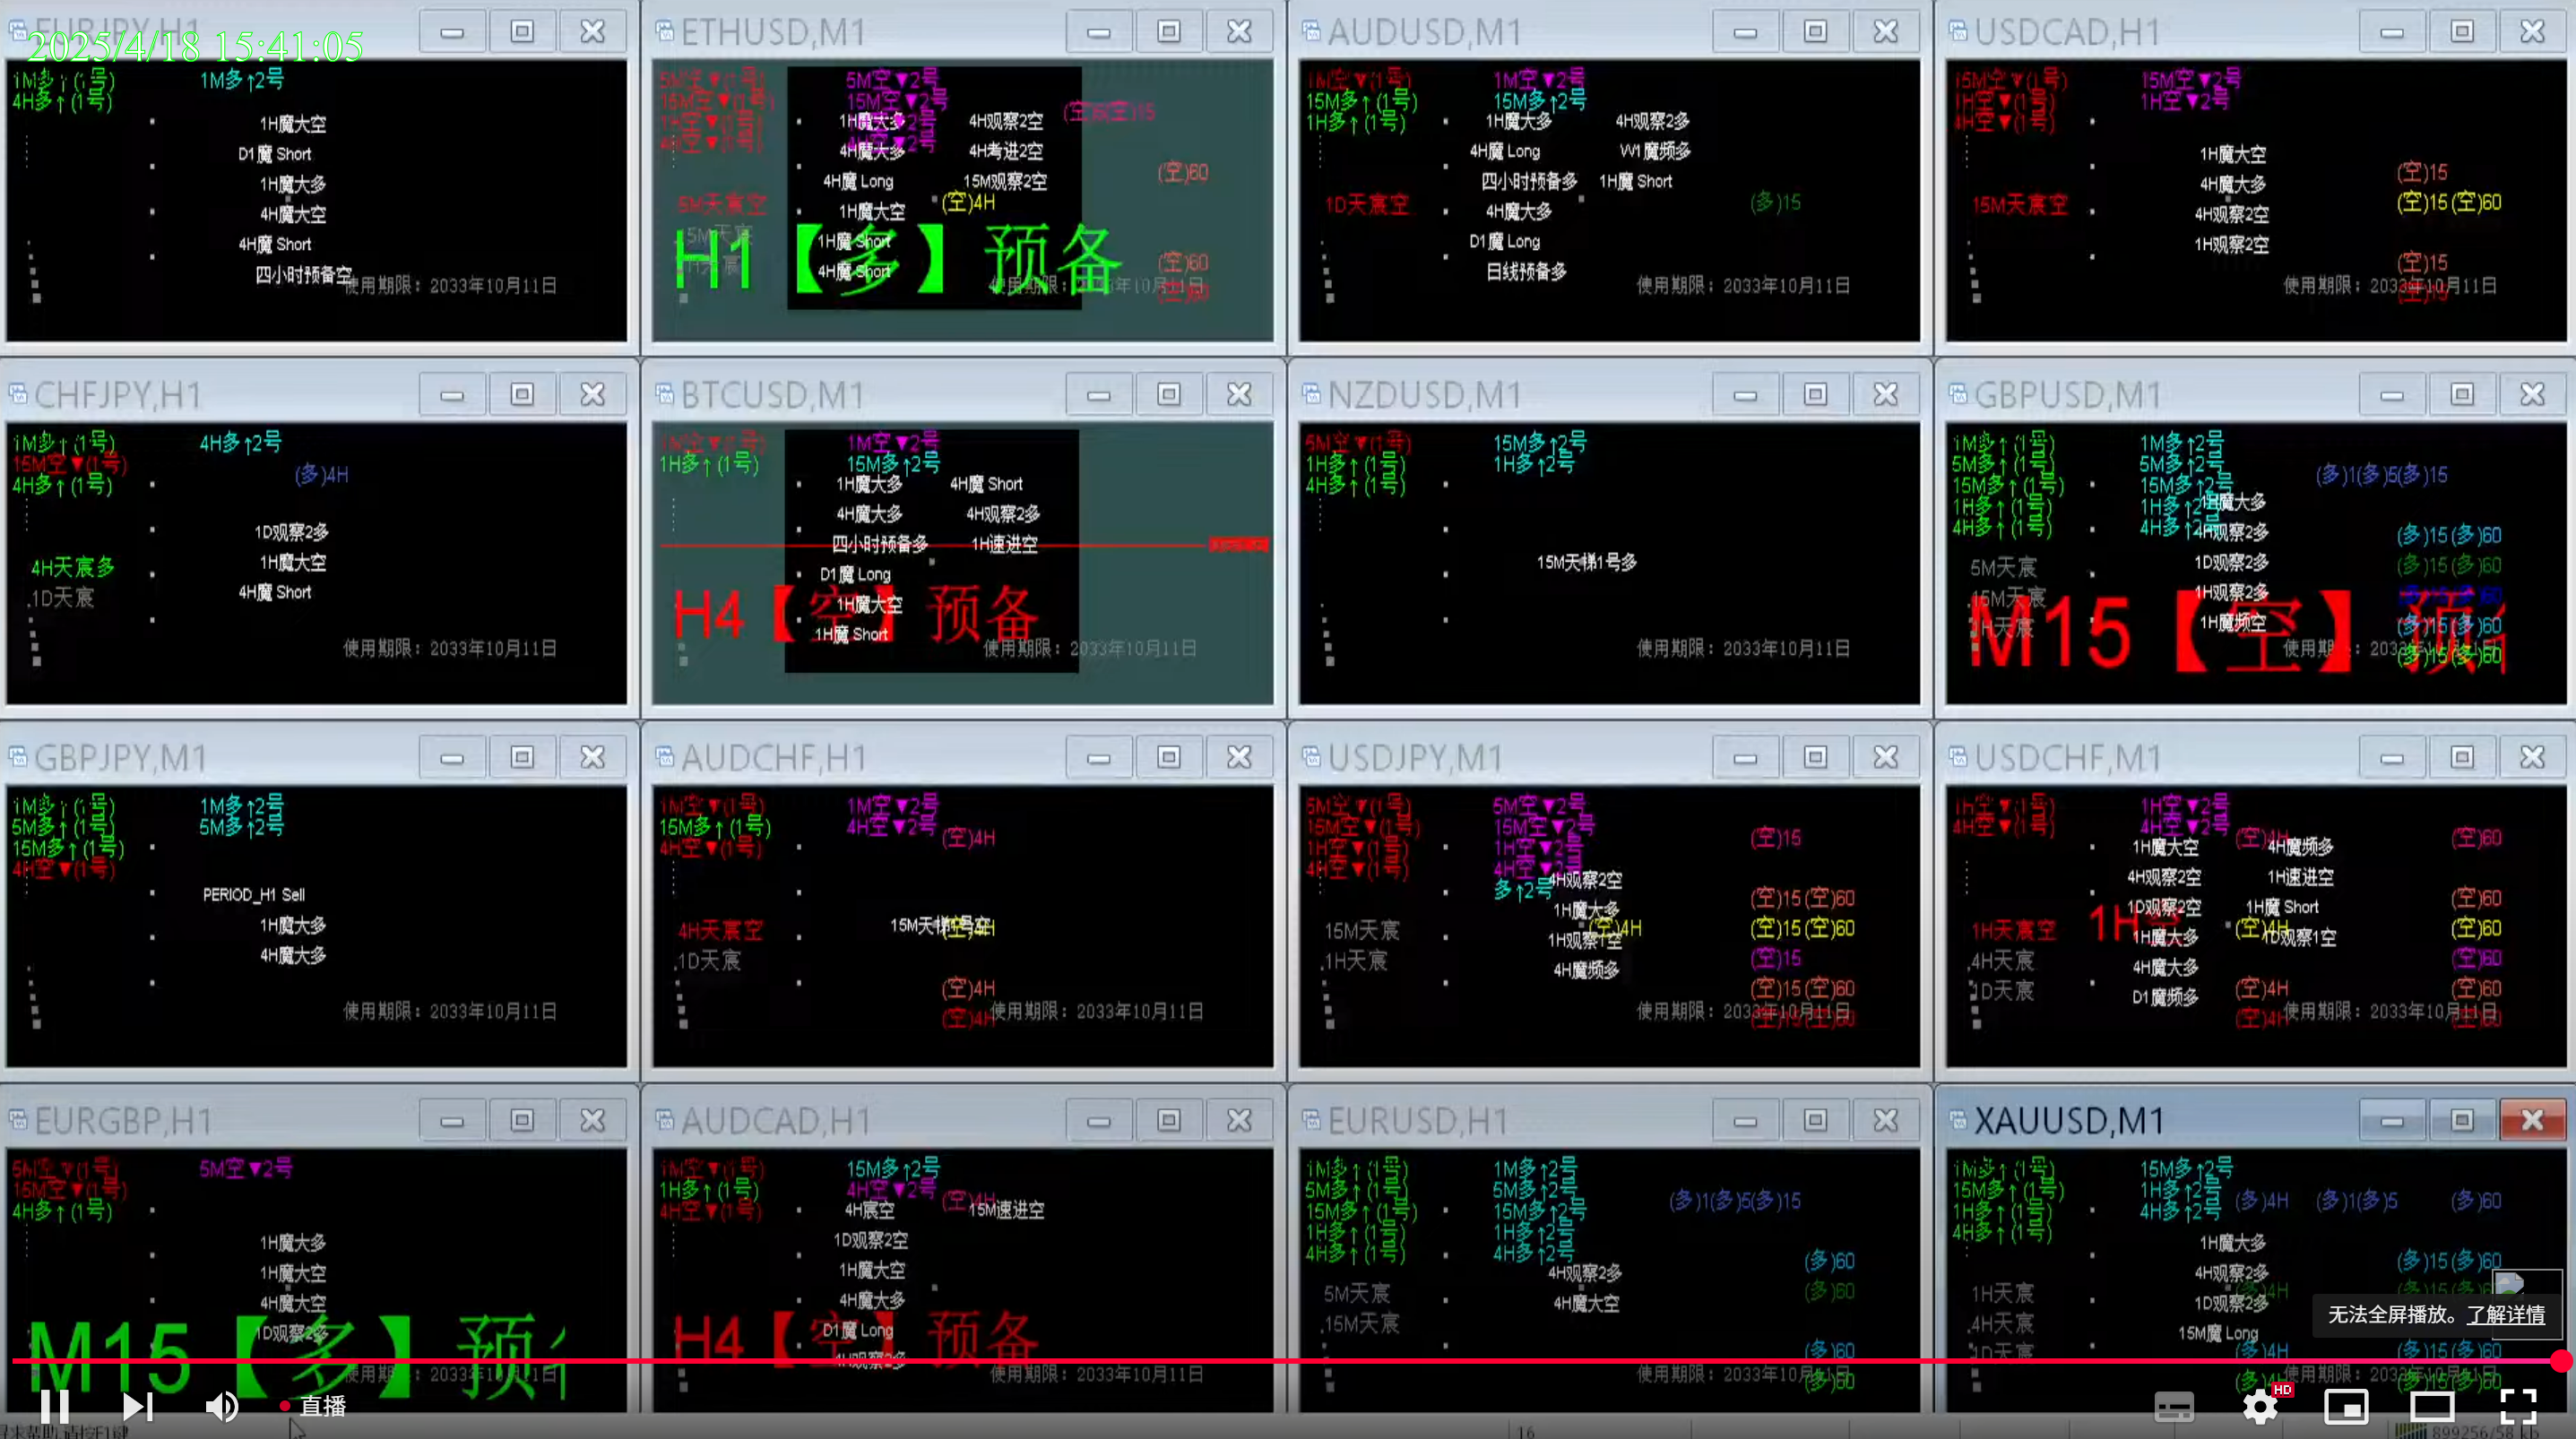 EURJPY,H1
2025/4/18 15:41:05
1M多↑(1号)
1M多↑2号
4H多↑(1号)
1H魔大空
D1魔 Short
1H魔大多
4H魔大空
4H魔 Short
四小时预备空
使用期限：2033年10月11日
ETHUSD,M1
5M空▼(1号)
5M空▼2号
15M空▼(1号)
15M空▼2号
1H魔大多
4H观察2空
4H魔大多
4H考进2空
(空)60
4H魔 Long
15M观察2空
5M天宸空
1H魔大空
(空)4H
1H魔 Short
H1【多】预备
(空)60
4H魔 Short
AUDUSD,M1
1M空▼(1号)
1M空▼2号
15M多↑(1号)
15M多↑2号
1H多↑(1号)
1H魔大多
4H观察2多
4H魔 Long
W1魔频多
四小时预备多
1H魔 Short
1D天宸空
4H魔大多
(多)15
D1魔 Long
日线预备多
使用期限：2033年10月11日
USDCAD,H1
15M空▼(1号)
15M空▼2号
1H空▼(1号)
1H空▼2号
4H空▼(1号)
1H魔大空
4H魔大多
(空)15
15M天宸空
4H观察2空
(空)15(空)60
1H观察2空
(空)15
使用期限：2033年10月11日
CHFJPY,H1
1M多↑(1号)
4H多↑2号
15M空▼(1号)
(多)4H
4H多↑(1号)
1D观察2多
4H天宸多
1H魔大空
1D天宸
4H魔 Short
使用期限：2033年10月11日
BTCUSD,M1
1M空▼(1号)
1M空▼2号
1H多↑(1号)
15M多↑2号
1H魔大多
4H魔 Short
4H魔大多
4H观察2多
四小时预备多
1H速进空
D1魔 Long
1H魔大空
H4【空】预备
1H魔 Short
使用期限：2033年10月11日
NZDUSD,M1
5M空▼(1号)
15M多↑2号
1H多↑(1号)
1H多↑2号
4H多↑(1号)
15M天梯1号多
使用期限：2033年10月11日
GBPUSD,M1
1M多↑(1号)
1M多↑2号
5M多↑(1号)
5M多↑2号
(多)1(多)5(多)15
15M多↑(1号)
15M多↑2号
1H多↑(1号)
1H多↑2号
1H魔大多
4H多↑(1号)
4H多↑2号
4H观察2多
(多)15(多)60
5M天宸
1D观察2多
(多)15(多)60
15M天宸
1H观察2多
(多)15(多)60
1H天宸
1H魔频空
(多)15(多)60
M15【空】预
(多)15(多)60
GBPJPY,M1
1M多↑(1号)
1M多↑2号
5M多↑(1号)
5M多↑2号
15M多↑(1号)
4H空▼(1号)
PERIOD_H1 Sell
1H魔大多
4H魔大多
使用期限：2033年10月11日
AUDCHF,H1
1M空▼(1号)
1M空▼2号
15M多↑(1号)
4H空▼2号
(空)4H
4H空▼(1号)
4H天宸空
15M天梯1号空
1D天宸
(空)4H
(空)4H
使用期限：2033年10月11日
USDJPY,M1
5M空▼(1号)
5M空▼2号
15M空▼(1号)
15M空▼2号
(空)15
1H空▼(1号)
1H空▼2号
4H空▼(1号)
4H空▼2号
多↑2号
4H观察2空
(空)15(空)60
1H魔大多
15M天宸
(空)4H
(空)15(空)60
1H观察1空
1H天宸
4H魔频多
(空)15
(空)15(空)60
使用期限：2033年10月11日
USDCHF,M1
1H空▼(1号)
1H空▼2号
4H空▼(1号)
4H空▼2号
(空)4H
(空)60
1H魔大空
4H魔频多
4H观察2空
1H速进空
(空)60
1D观察2空
1H魔 Short
1H天宸空
1H魔大多
(空)4H
1D观察1空
(空)60
4H天宸
4H魔大多
(空)60
1D天宸
D1魔频多
(空)4H
(空)60
(空)4H
使用期限：2033年10月11日
EURGBP,H1
5M空▼(1号)
5M空▼2号
15M空▼(1号)
4H多↑(1号)
1H魔大多
1H魔大空
4H魔大空
1D观察2多
M15【多】预
使用期限：2033年10月11日
AUDCAD,H1
1M空▼(1号)
15M多↑2号
1H多↑(1号)
4H空▼2号
(空)4H
4H空▼(1号)
4H宸空
15M速进空
1D观察2空
1H魔大空
4H魔大多
D1魔 Long
H4【空】预备
使用期限：2033年10月11日
EURUSD,H1
1M多↑(1号)
1M多↑2号
5M多↑(1号)
5M多↑2号
(多)1(多)5(多)15
15M多↑(1号)
15M多↑2号
1H多↑(1号)
1H多↑2号
4H多↑(1号)
4H多↑2号
(多)60
4H观察2多
5M天宸
4H魔大空
(多)60
15M天宸
(多)60
(多)60
使用期限：2033年10月11日
XAUUSD,M1
1M多↑(1号)
15M多↑2号
15M多↑(1号)
1H多↑2号
(多)4H
(多)1(多)5
(多)60
1H多↑(1号)
4H多↑2号
4H多↑(1号)
1H魔大多
4H观察2多
(多)15(多)60
1H天宸
1D观察2多
4H天宸
15M魔 Long
1D天宸
(多)4H
(多)15(多)60
使用期限：2033年10月11日
无法全屏播放。了解详情
直播
HD
16